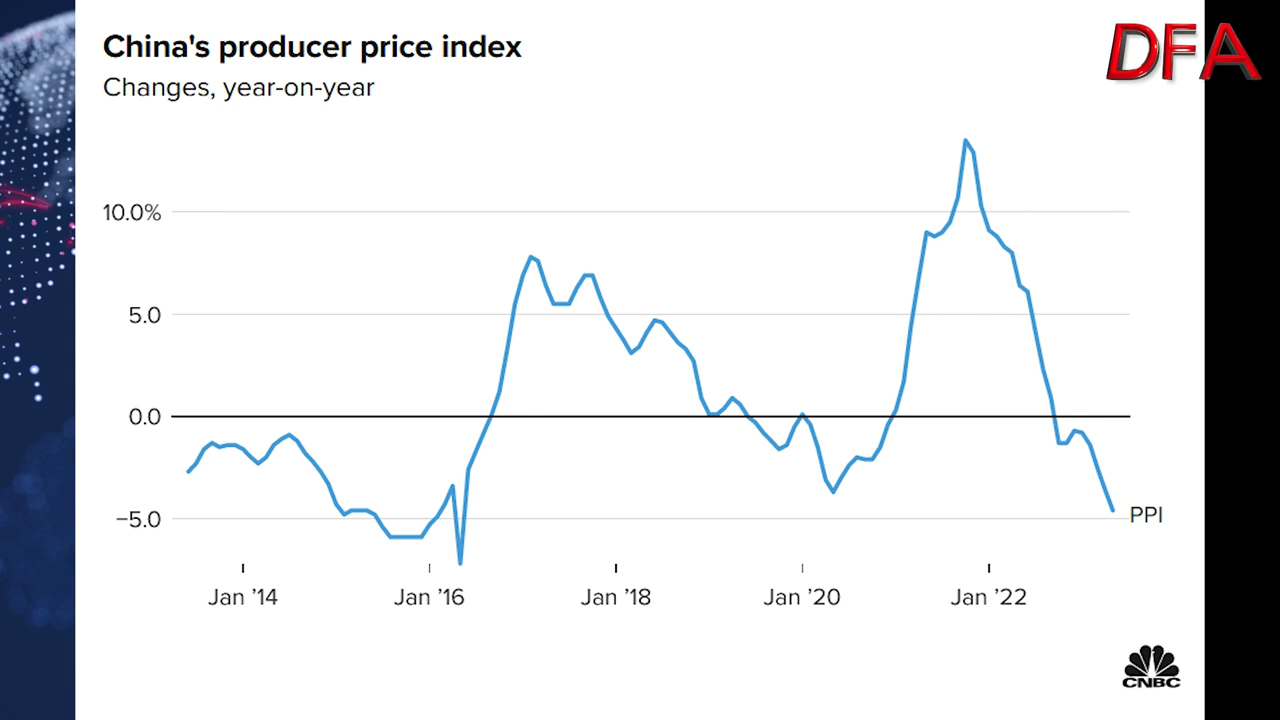 China's producer price index
DFA
Changes, year-on-year
10.0%
5.0
0.0
−5.0
PPI
Jan ’14
Jan ’16
Jan ’18
Jan ’20
Jan ’22
CNBC